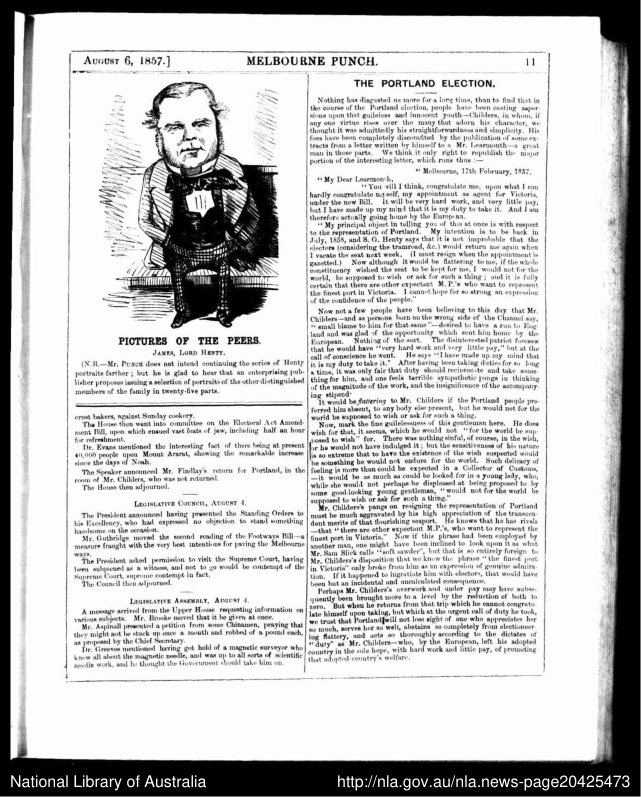 August 6, 1857.]
MELBOURNE PUNCH.
11
PICTURES OF THE PEERS.
James, Lord Henty.
(N.B.—Mr. Punch does not intend continuing the series of Henty
portraits farther; but he is glad to hear that an enterprising pub-
lisher proposes issuing a selection of portraits of the other distinguished
members of the family in twenty-five parts.
crust bakers, against Sunday cookery.
The House then went into committee on the Electoral Act Amend-
ment Bill, upon which ensued vast feats of jaw, including half an hour
for refreshment.
Dr. Evans mentioned the interesting fact of there being at present
40,000 people upon Mount Ararat, showing the remarkable increase
since the days of Noah.
The Speaker announced Mr. Findlay's return for Portland, in the
room of Mr. Childers, who was not returned.
The House then adjourned.
Legislative Council, August 4.
The President announced having presented the Standing Orders to
his Excellency, who had expressed no objection to stand something
handsome on the occasion.
Mr. Guthridge moved the second reading of the Footways Bill—a
measure fraught with the very best intentions for paving the Melbourne
ways.
The President asked permission to visit the Supreme Court, having
been subpœnaed as a witness, and not to go would be contempt of the
Supreme Court, supreme contempt in fact.
The Council then adjourned.
Legislative Assembly, August 4.
A message arrived from the Upper House requesting information on
various subjects. Mr. Brooke moved that it be given at once.
Mr. Aspinall presented a petition from some Chinamen, praying that
they might not be stuck up once a month and robbed of a pound each,
as proposed by the Chief Secretary.
Dr. Greeves mentioned having got hold of a magnetic surveyor who
knew all about the magnetic needle, and was up to all sorts of scientific
needle work, and he thought the Government should take him on.
THE PORTLAND ELECTION.
Nothing has disgusted us more for a long time, than to find that in
the course of the Portland election, people have been casting asper-
sions upon that guileless and innocent youth—Childers, in whom, if
any one virtue rises over the many that adorn his character, we
thought it was admittedly his straightforwardness and simplicity. His
foes have been completely discomfited by the publication of some ex-
tracts from a letter written by himself to a Mr. Learmonth—a great
man in those parts. We think it only right to republish the major
portion of the interesting letter, which runs thus :—
"Melbourne, 17th February, 1857.
"My Dear Learmonth,
"You will I think, congratulate me, upon what I can
hardly congratulate myself, my appointment as agent for Victoria,
under the new Bill. It will be very hard work, and very little pay,
but I have made up my mind that it is my duty to take it. And I am
therefore actually going home by the European.
"My principal object in telling you of this at once is with respect
to the representation of Portland. My intention is to be back in
July, 1858, and S. G. Henty says that it is not improbable that the
electors (considering the tramroad, &c.) would return me again when
I vacate the seat next week. (I must resign when the appointment is
gazetted.) Now although it would be flattering to me, if the whole
constituency wished the seat to be kept for me, I would not for the
world, be supposed to wish or ask for such a thing; and it is fully
certain that there are other expectant M.P.'s who want to represent
the finest port in Victoria. I cannot hope for so strong an expression
of the confidence of the people."
Now not a few people have been believing to this day that Mr.
Childers—and as persons born on the wrong side of the Channel say,
"small blame to him for that same"—desired to have a run to Eng-
land and was glad of the opportunity which sent him home by the
European. Nothing of the sort. The disinterested patriot foresaw
that he would have "very hard work and very little pay," but at the
call of conscience he went. He says "I have made up my mind that
it is my duty to take it." After having been taking duties for so long
a time, it was only fair that duty should reciprocate and take some-
thing for him, and one feels terrible sympathetic pangs in thinking
of the magnitude of the work, and the insignificance of the accompany-
ing stipend.
It would be flattering to Mr. Childers if the Portland people pre-
ferred him absent, to any body else present, but he would not for the
world be supposed to wish or ask for such a thing.
Now, mark the fine guilelessness of this gentleman here. He does
wish for that, it seems, which he would not "for the world be sup-
posed to wish" for. There was nothing sinful, of course, in the wish,
or he would not have indulged it; but the sensitiveness of his nature
is so extreme that to have the existence of the wish suspected would
be something he would not endure for the world. Such delicacy of
feeling is more than could be expected in a Collector of Customs,
—it would be as much as could be looked for in a young lady, who,
while she would not perhaps be displeased at being proposed to by
some good-looking young gentleman, "would not for the world be
supposed to wish or ask for such a thing."
Mr. Childers's pangs on resigning the representation of Portland
must be much aggravated by his high appreciation of the transcen-
dent merits of that flourishing seaport. He knows that he has rivals
—that "there are other expectant M.P.'s, who want to represent the
finest port in Victoria." Now if this phrase had been employed by
another man, one might have been inclined to look upon it as what
Mr. Sam Slick calls "soft sawder", but that is so entirely foreign to
Mr. Childers's disposition that we know the phrase "the finest port
in Victoria" only broke from him as an expression of genuine admira-
tion. If it happened to ingratiate him with electors, that would have
been but an incidental and uncalculated consequence.
Perhaps Mr. Childers's overwork and under pay may have subse-
quently been brought more to a level by the reduction of both to
zero. But when he returns from that trip which he cannot congratu-
late himself upon taking, but which at the urgent call of duty he took,
we trust that Portland will not lose sight of one who appreciates her
so much, serves her so well, abstains so completely from electioneer-
ing flattery, and acts so thoroughly according to the dictates of
"duty" as Mr. Childers—who, by the European, left his adopted
country in the sole hope, with hard work and little pay, of promoting
that adopted country's welfare.
National Library of Australia
http://nla.gov.au/nla.news-page20425473